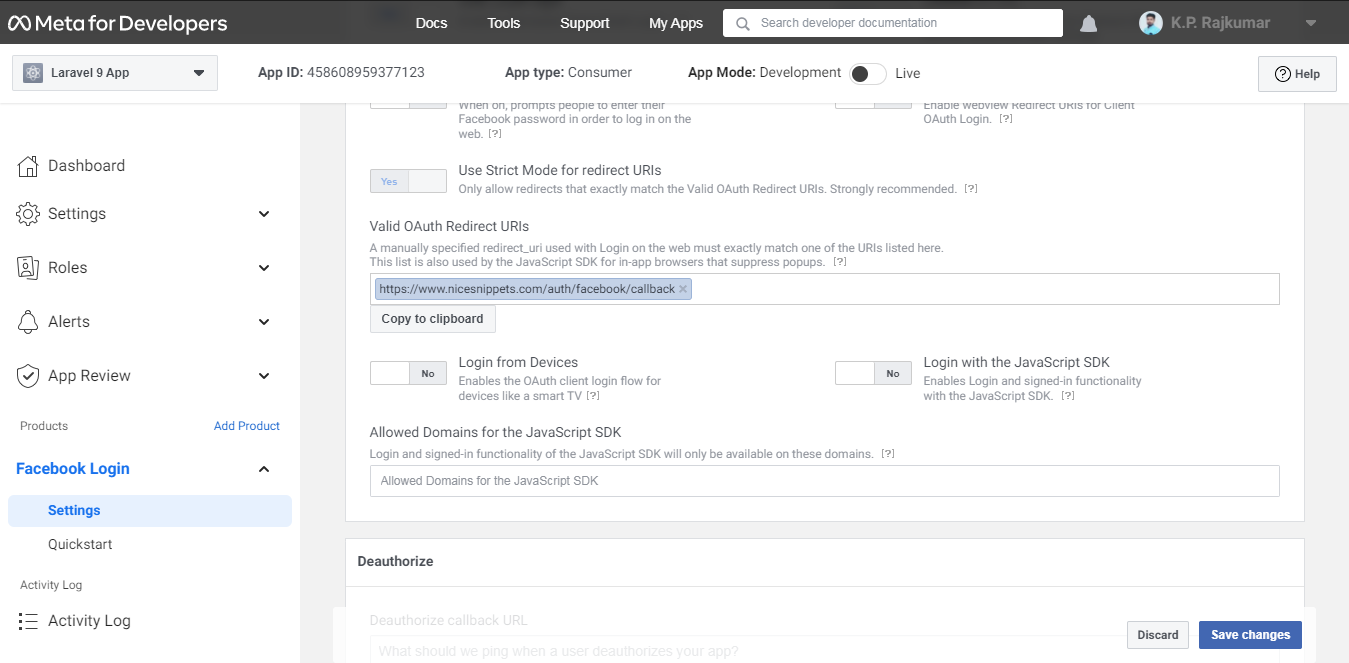 Meta for Developers
Docs
Tools
Support
My Apps
Search developer documentation
K.P. Rajkumar
Laravel 9 App
App ID: 458608959377123
App type: Consumer
App Mode: Development
Live
Help
Dashboard
Settings
Roles
Alerts
App Review
Products
Add Product
Facebook Login
Settings
Quickstart
Activity Log
Activity Log
When on, prompts people to enter their
Facebook password in order to log in on the
web. [?]
Enable webview Redirect URIs for Client
OAuth Login. [?]
Yes
Use Strict Mode for redirect URIs
Only allow redirects that exactly match the Valid OAuth Redirect URIs. Strongly recommended. [?]
Valid OAuth Redirect URIs
A manually specified redirect_uri used with Login on the web must exactly match one of the URIs listed here.
This list is also used by the JavaScript SDK for in-app browsers that suppress popups. [?]
https://www.nicesnippets.com/auth/facebook/callback
Copy to clipboard
No
Login from Devices
Enables the OAuth client login flow for
devices like a smart TV [?]
No
Login with the JavaScript SDK
Enables Login and signed-in functionality
with the JavaScript SDK. [?]
Allowed Domains for the JavaScript SDK
Login and signed-in functionality of the JavaScript SDK will only be available on these domains. [?]
Allowed Domains for the JavaScript SDK
Deauthorize
Deauthorize callback URL
What should we ping when a user deauthorizes your app?
Discard
Save changes